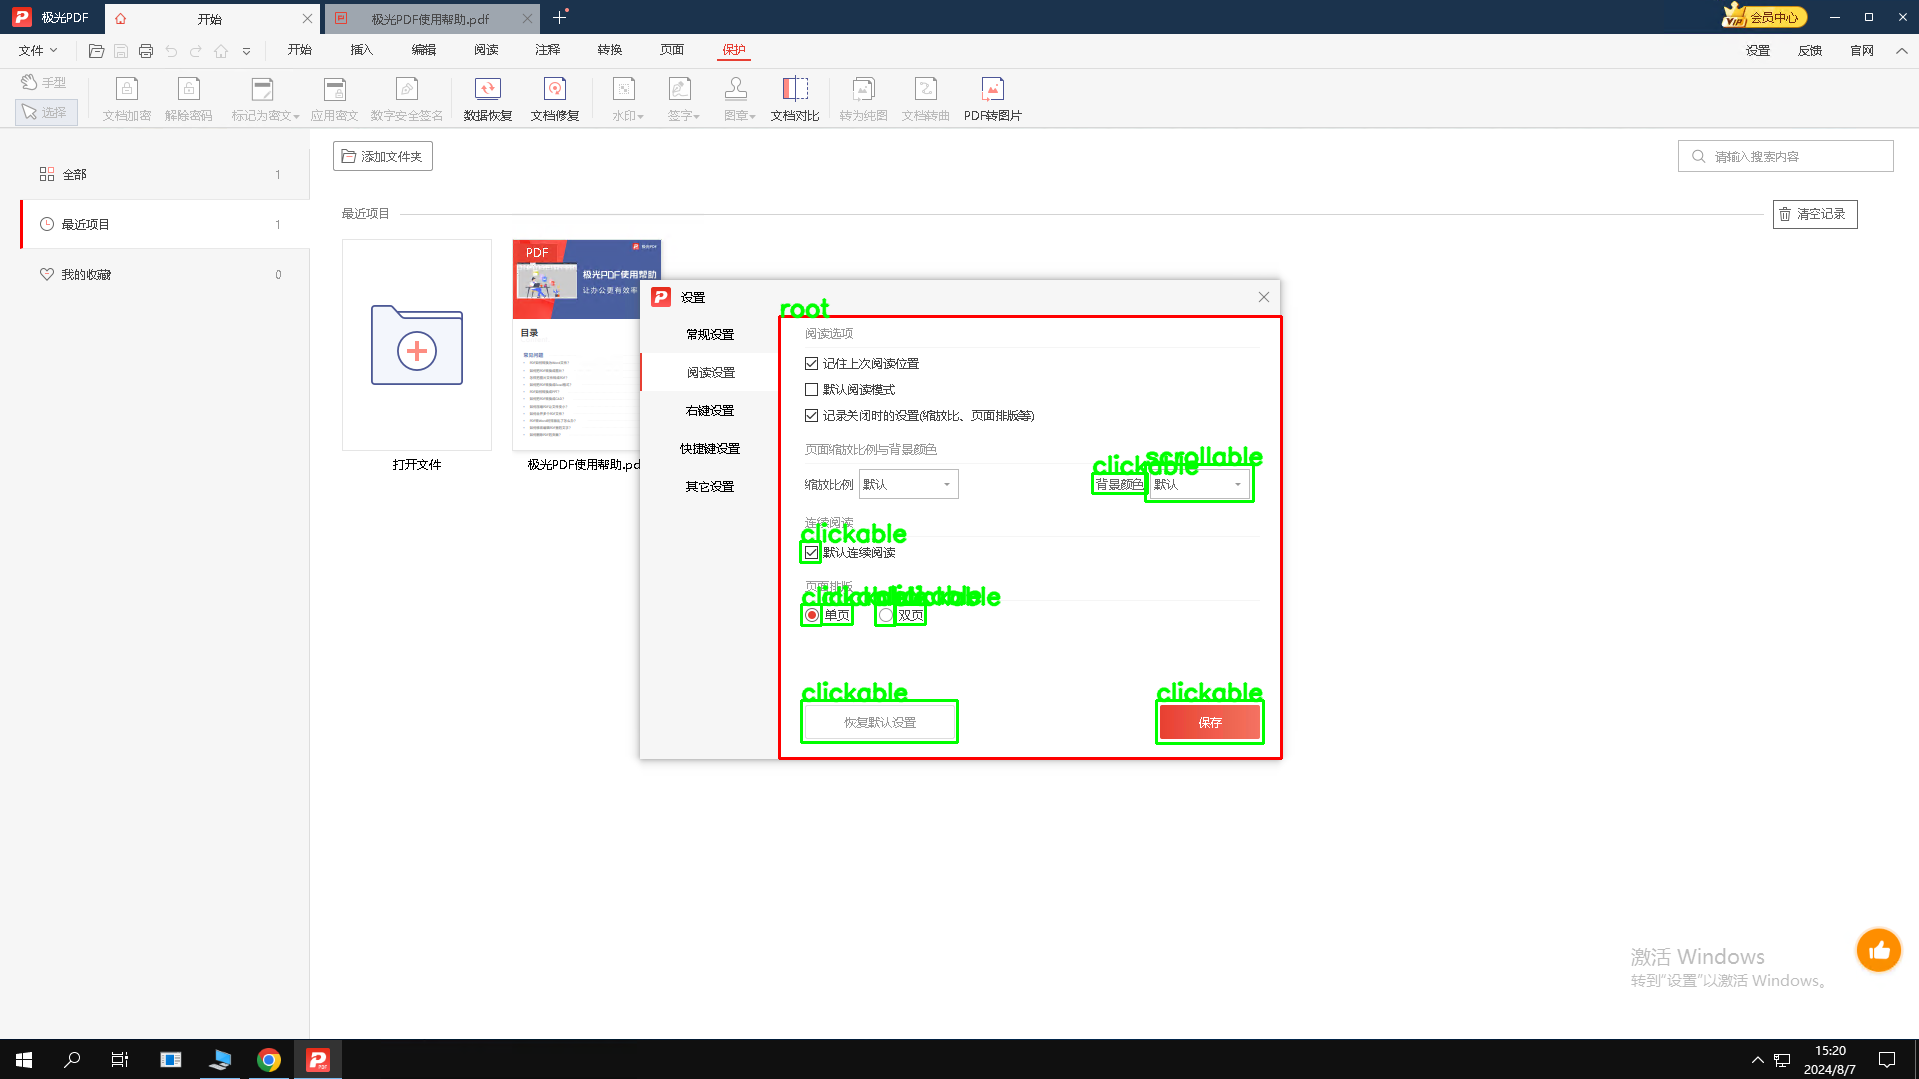 极光PDF
开始
极光PDF使用帮助.pdf
VIP 会员中心
文件
开始 插入 编辑 阅读 注释 转换 页面 保护
设置 反馈 官网
手型
选择
文档加密 解除密码 标记为密文 应用密文 数字安全签名 数据恢复 文档修复 水印 签字 图章 文档对比 转为纯图 文档转曲 PDF转图片
添加文件夹
请输入搜索内容
全部 1
最近项目 1
我的收藏 0
最近项目
清空记录
PDF
极光PDF
极光PDF使用帮助
让办公更有效率
目录
常见问题
打开文件
极光PDF使用帮助.pd
设置
常规设置
阅读设置
右键设置
快捷键设置
其它设置
root
阅读选项
记住上次阅读位置
默认阅读模式
记录关闭时的设置(缩放比、页面排版等)
页面缩放比例与背景颜色
clickable
scrollable
缩放比例 默认
背景颜色 默认
连续阅读
clickable
默认连续阅读
页面排版
单页 双页
clickable
clickable
恢复默认设置
保存
激活 Windows
转到“设置”以激活 Windows。
15:20
2024/8/7